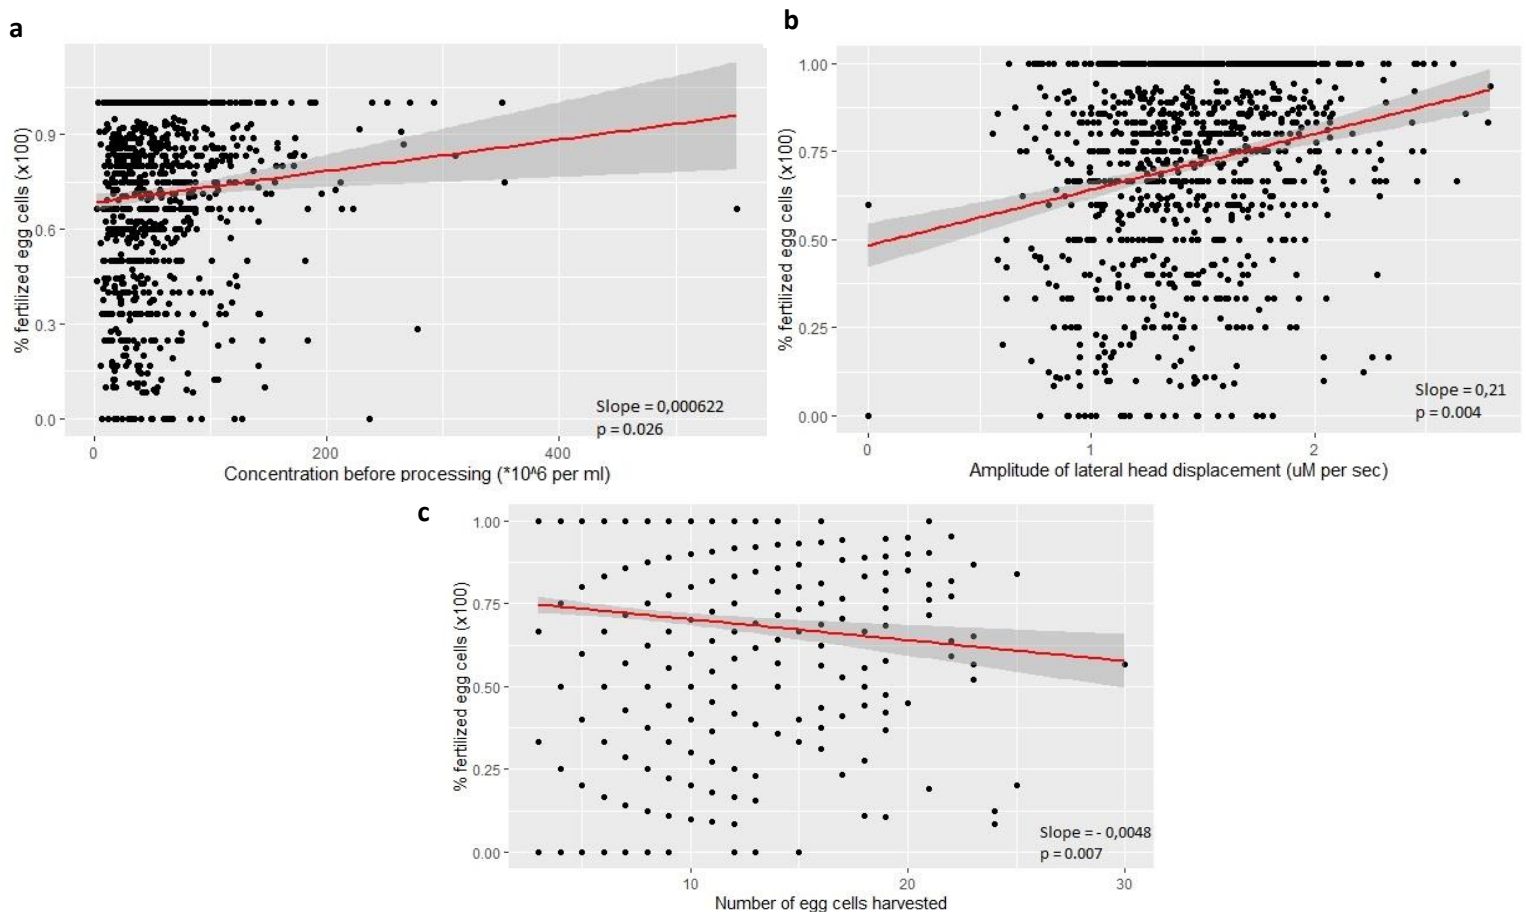 a
% fertilized egg cells (x100)
0.9
0.6
0.3
0.0
0
200
400
Slope = 0,000622
p = 0.026
Concentration before processing (*10^6 per ml)
b
% fertilized egg cells (x100)
1.00
0.75
0.50
0.25
0.00
0
1
2
Slope = 0,21
p = 0.004
Amplitude of lateral head displacement (uM per sec)
c
% fertilized egg cells (x100)
1.00
0.75
0.50
0.25
0.00
10
20
30
Slope = - 0,0048
p = 0.007
Number of egg cells harvested